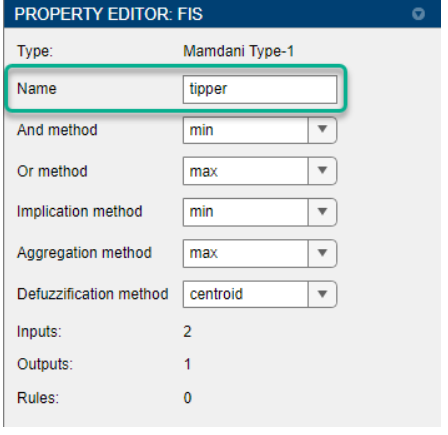 PROPERTY EDITOR: FIS
Type: Mamdani Type-1
Name tipper
And method min
Or method max
Implication method min
Aggregation method max
Defuzzification method centroid
Inputs: 2
Outputs: 1
Rules: 0